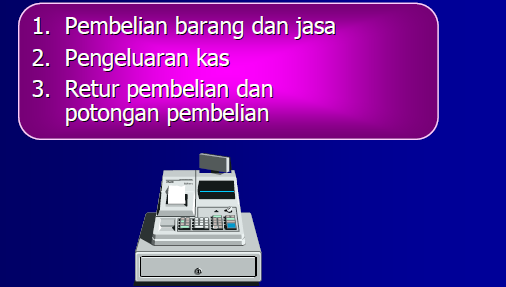 1. Pembelian barang dan jasa
2. Pengeluaran kas
3. Retur pembelian dan
potongan pembelian